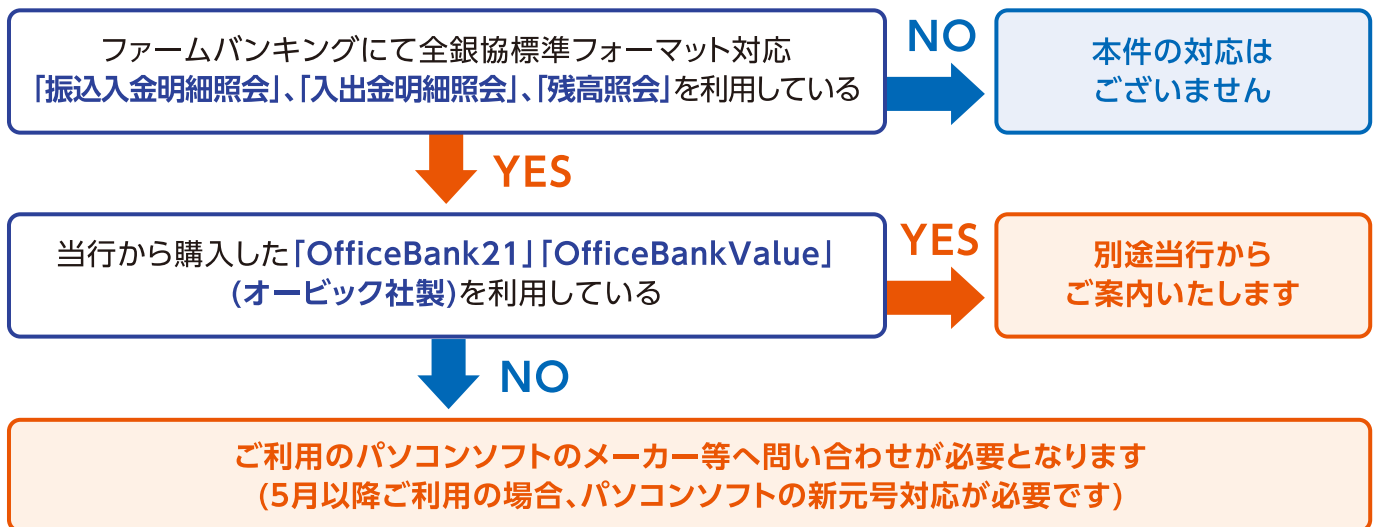 ファームバンキングにて全銀協標準フォーマット対応
「振込入金明細照会」、「入出金明細照会」、「残高照会」を利用している
NO
本件の対応は
ございません
YES
当行から購入した「OfficeBank21」「OfficeBankValue」
(オービック社製)を利用している
YES
別途当行から
ご案内いたします
NO
ご利用のパソコンソフトのメーカー等へ問い合わせが必要となります
(5月以降ご利用の場合、パソコンソフトの新元号対応が必要です)